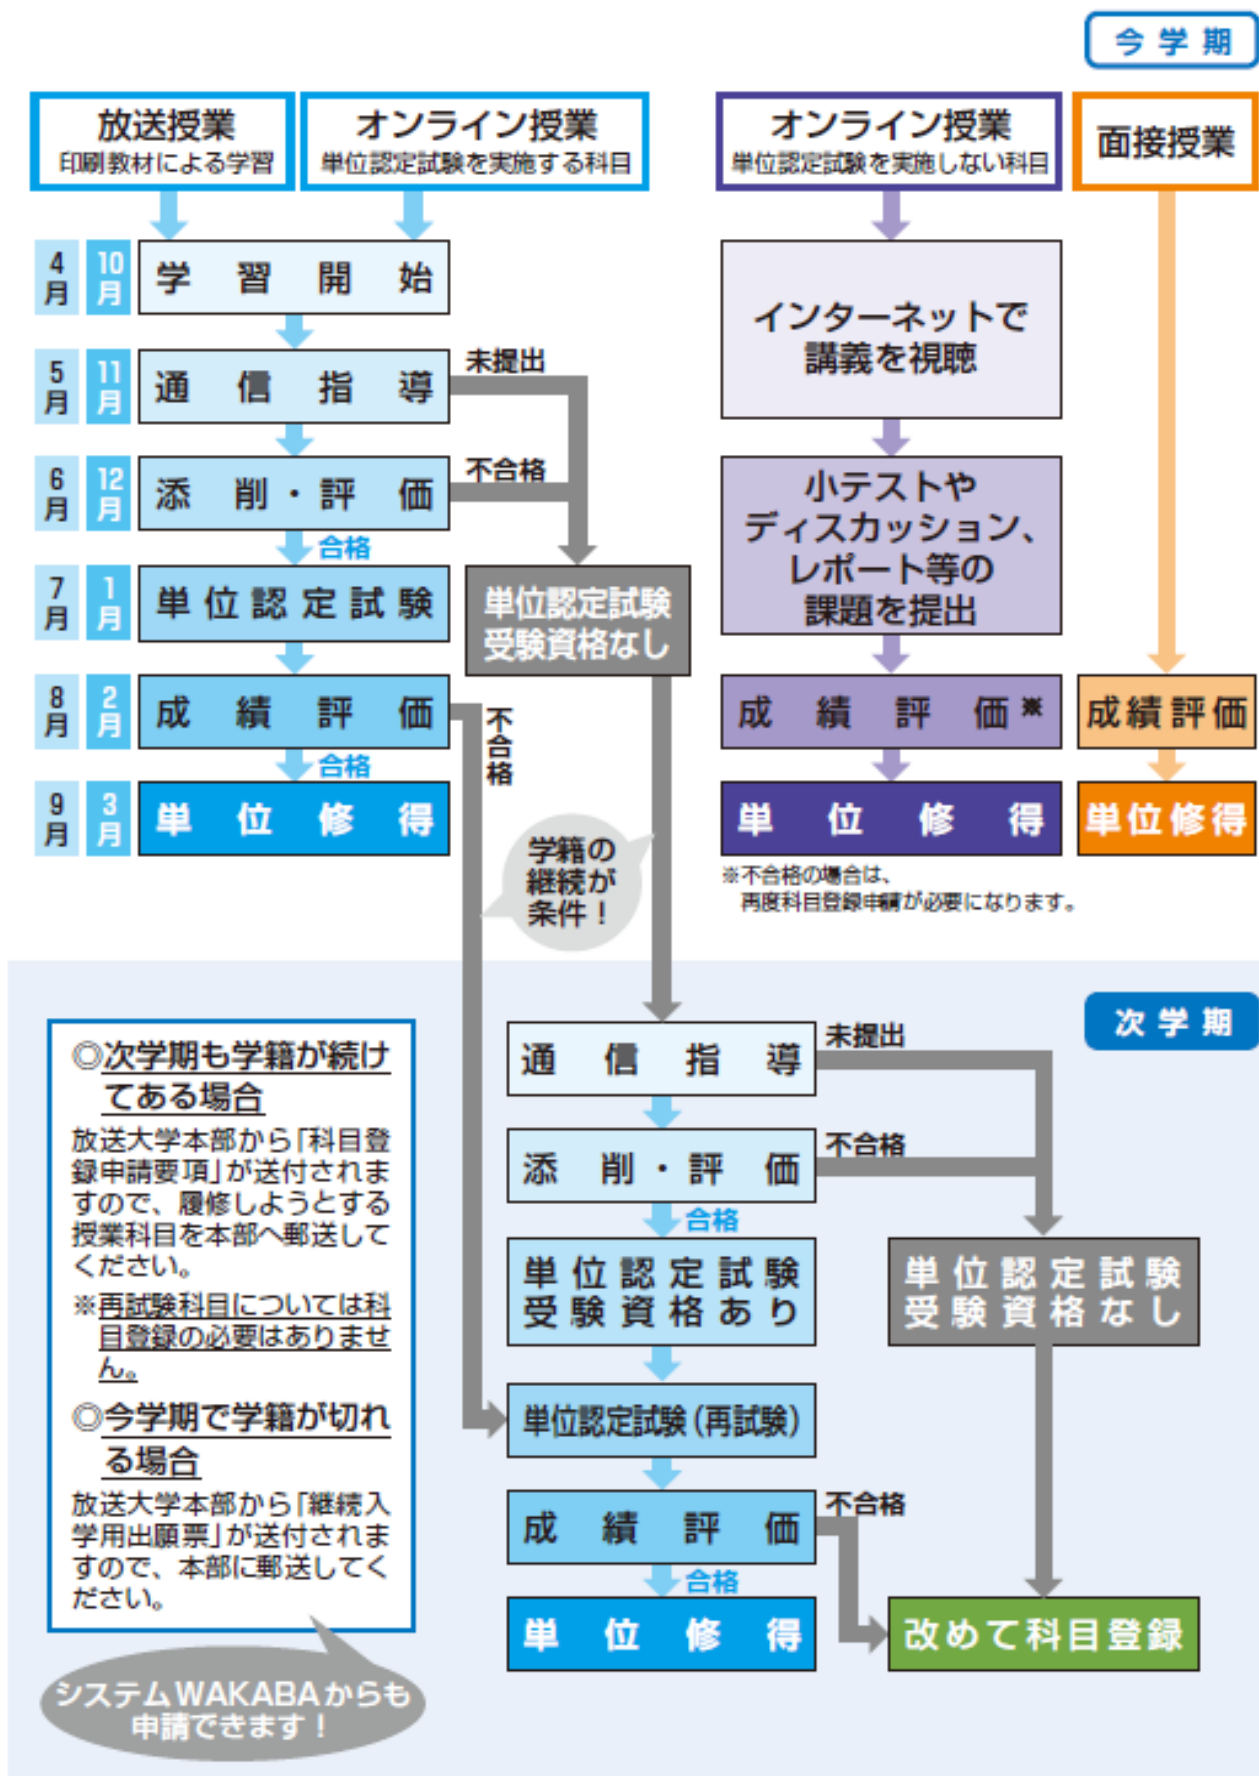 今学期
放送授業
印刷教材による学習
オンライン授業
単位認定試験を実施する科目
オンライン授業
単位認定試験を実施しない科目
面接授業
4月
10月
学習開始
5月
11月
通信指導
未提出
6月
12月
添削・評価
不合格
合格
7月
1月
単位認定試験
単位認定試験
受験資格なし
8月
2月
成績評価
不合格
合格
9月
3月
単位修得
学籍の
継続が
条件！
インターネットで
講義を視聴
小テストや
ディスカッション、
レポート等の
課題を提出
成績評価※
単位修得
※不合格の場合は、
再度科目登録申請が必要になります。
成績評価
単位修得
次学期
◎次学期も学籍が続け
てある場合
放送大学本部から「科目登
録申請要項」が送付されま
すので、履修しようとする
授業科目を本部へ郵送して
ください。
※再試験科目については科
目登録の必要はありませ
ん。
◎今学期で学籍が切れ
る場合
放送大学本部から「継続入
学用出願票」が送付されま
すので、本部に郵送してく
ださい。
システムWAKABAからも
申請できます！
通信指導
未提出
添削・評価
不合格
合格
単位認定試験
受験資格あり
単位認定試験
受験資格なし
単位認定試験（再試験）
成績評価
不合格
合格
単位修得
改めて科目登録